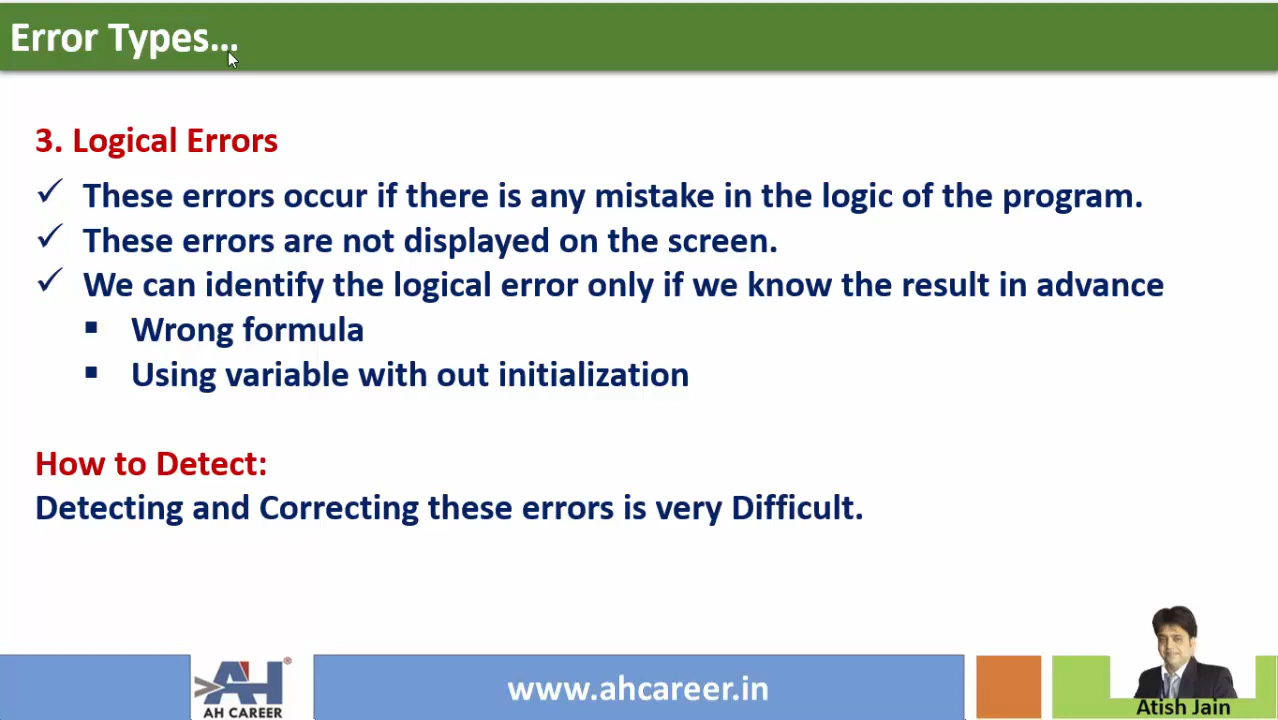 Error Types...
3. Logical Errors
✓ These errors occur if there is any mistake in the logic of the program.
✓ These errors are not displayed on the screen.
✓ We can identify the logical error only if we know the result in advance
▪ Wrong formula
▪ Using variable with out initialization
How to Detect:
Detecting and Correcting these errors is very Difficult.
AH®
AH CAREER
www.ahcareer.in
Atish Jain